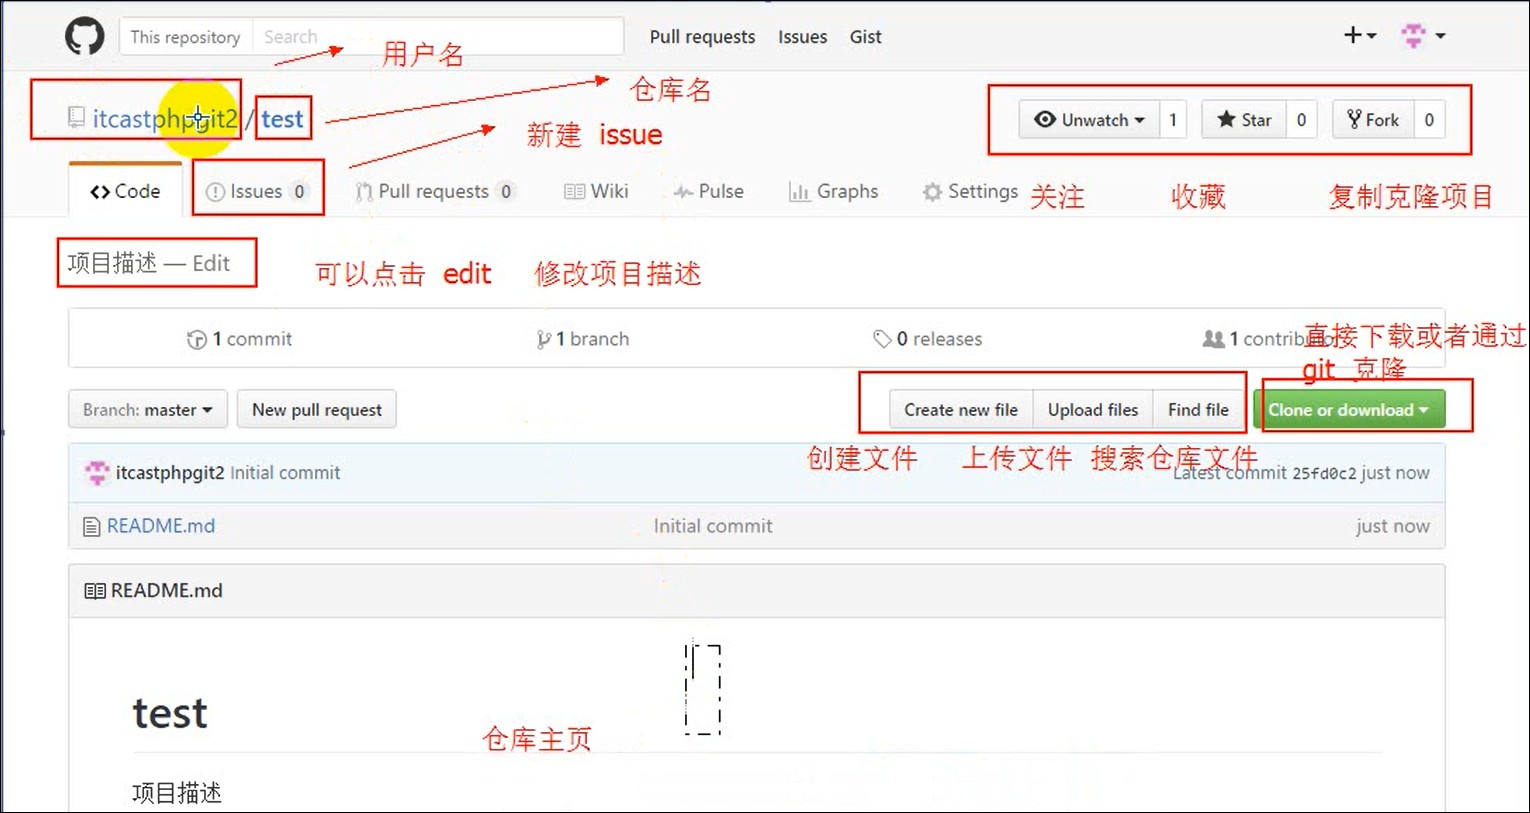 This repository Search Pull requests Issues Gist
用户名
仓库名
itcastphpgit2 / test
Unwatch 1 Star 0 Fork 0
新建 issue
Code Issues 0 Pull requests 0 Wiki Pulse Graphs Settings
关注 收藏 复制克隆项目
项目描述 — Edit
可以点击 edit 修改项目描述
1 commit 1 branch 0 releases 1 contributor
直接下载或者通过
git 克隆
Branch: master New pull request Create new file Upload files Find file Clone or download
创建文件 上传文件 搜索仓库文件
itcastphpgit2 Initial commit Latest commit 25fd0c2 just now
README.md Initial commit just now
README.md
test
仓库主页
项目描述